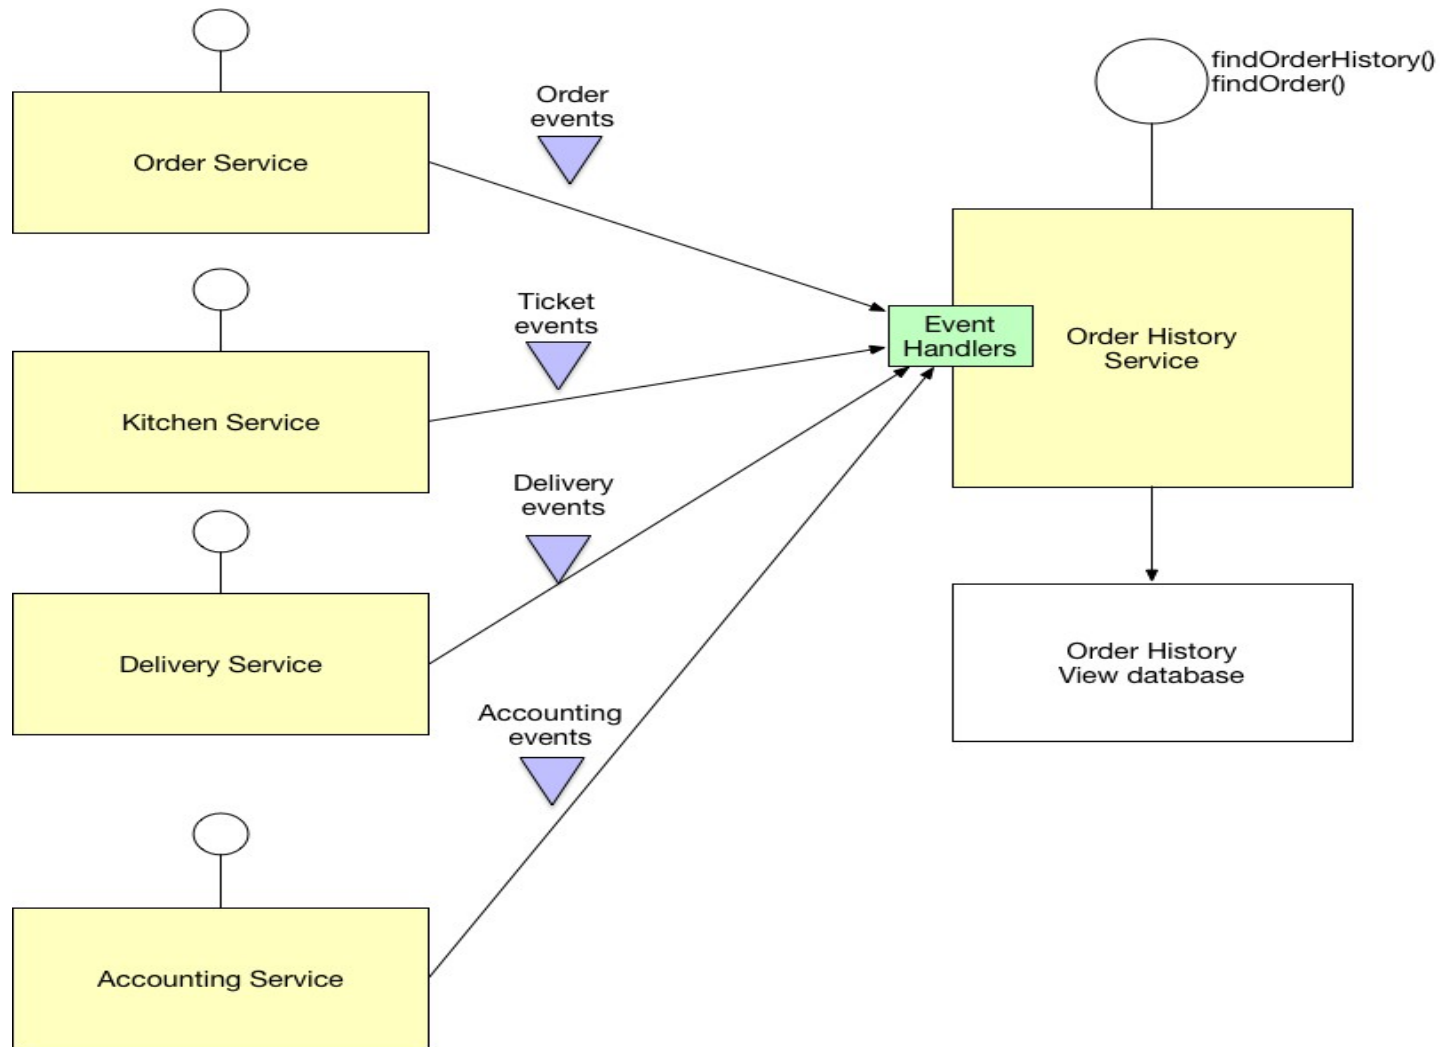 findOrderHistory()
findOrder()
Order
events
Order Service
Ticket
events
Event
Handlers
Order History
Service
Kitchen Service
Delivery
events
Delivery Service
Order History
View database
Accounting
events
Accounting Service